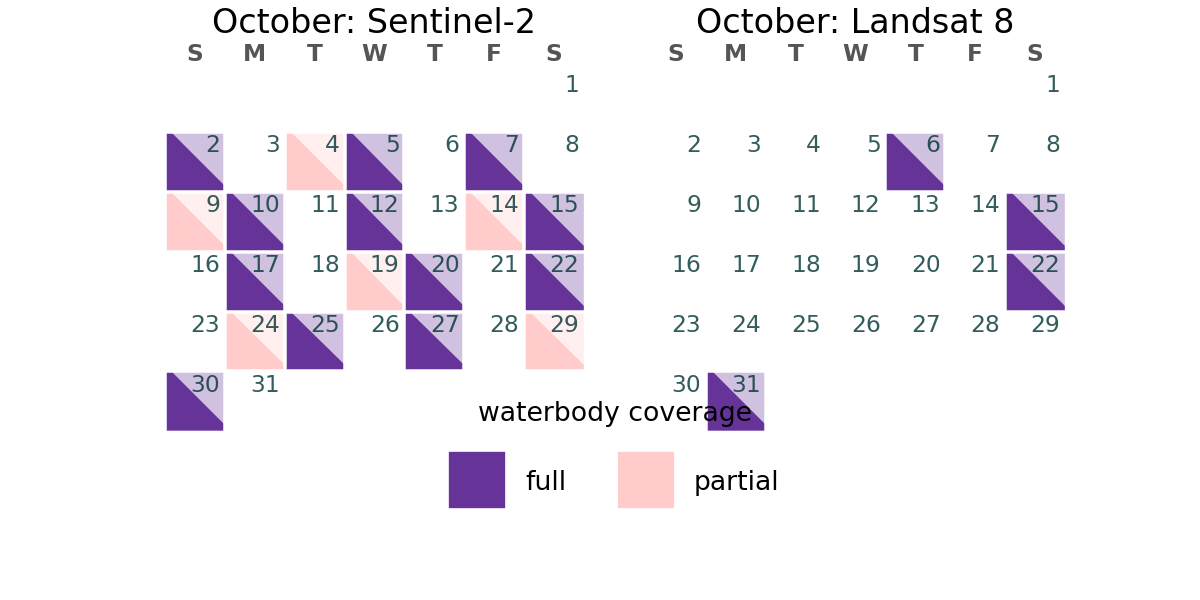 October: Sentinel-2
S M T W T F S
1
2 3 4 5 6 7 8
9 10 11 12 13 14 15
16 17 18 19 20 21 22
23 24 25 26 27 28 29
30 31
October: Landsat 8
S M T W T F S
1
2 3 4 5 6 7 8
9 10 11 12 13 14 15
16 17 18 19 20 21 22
23 24 25 26 27 28 29
30 31
waterbody coverage
full partial